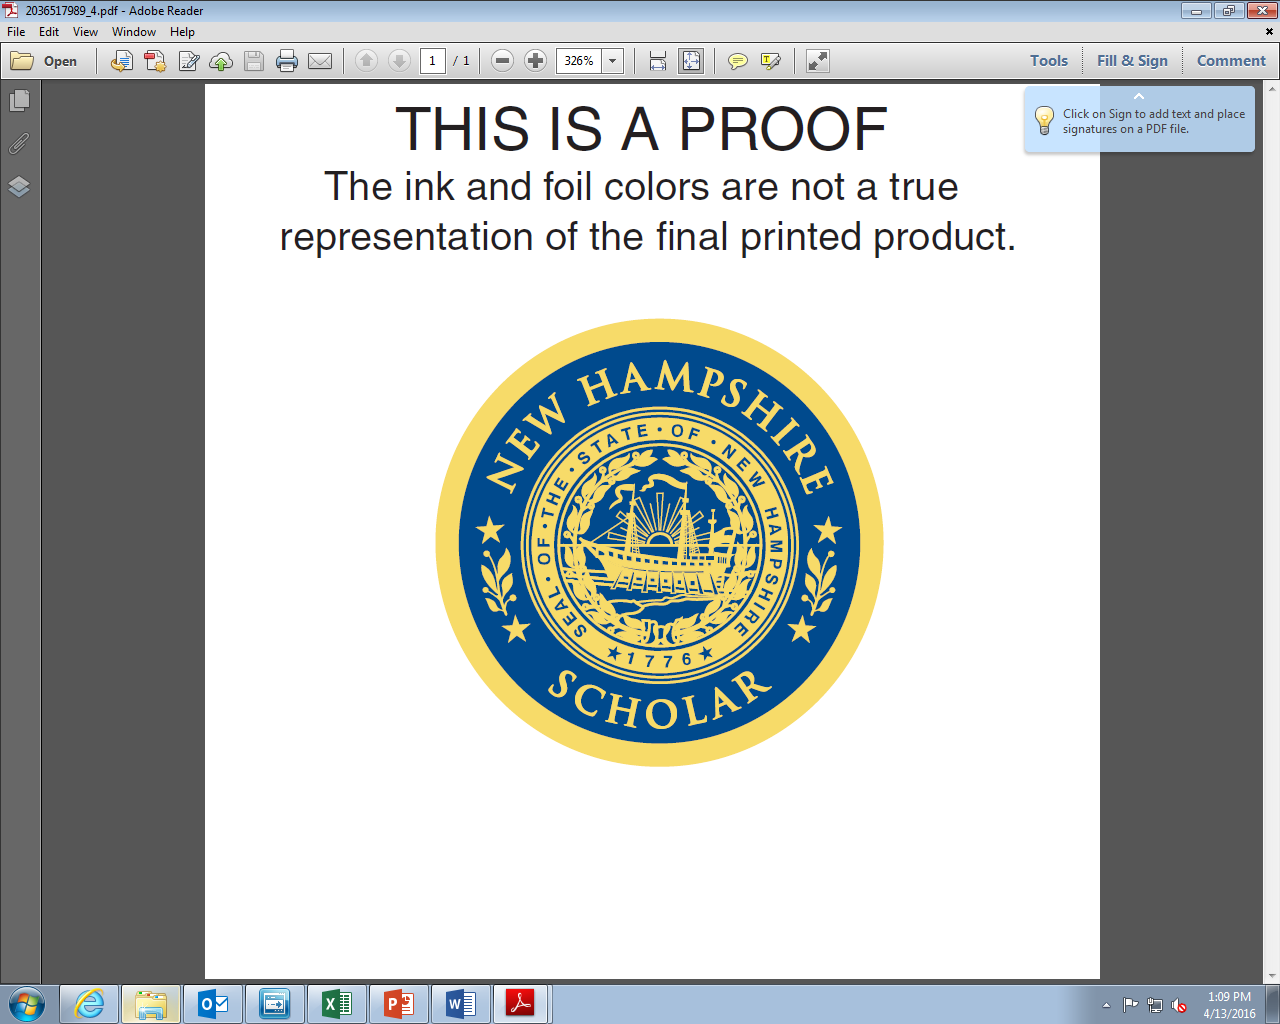 2036517989_4.pdf - Adobe Reader
File Edit View Window Help
Open
1 / 1
326%
Tools
Fill & Sign
Comment
Click on Sign to add text and place
signatures on a PDF file.
THIS IS A PROOF
The ink and foil colors are not a true
representation of the final printed product.
NEW HAMPSHIRE
SEAL · OF · THE · STATE · OF · NEW HAMPSHIRE
★ 1776 ★
SCHOLAR
1:09 PM
4/13/2016